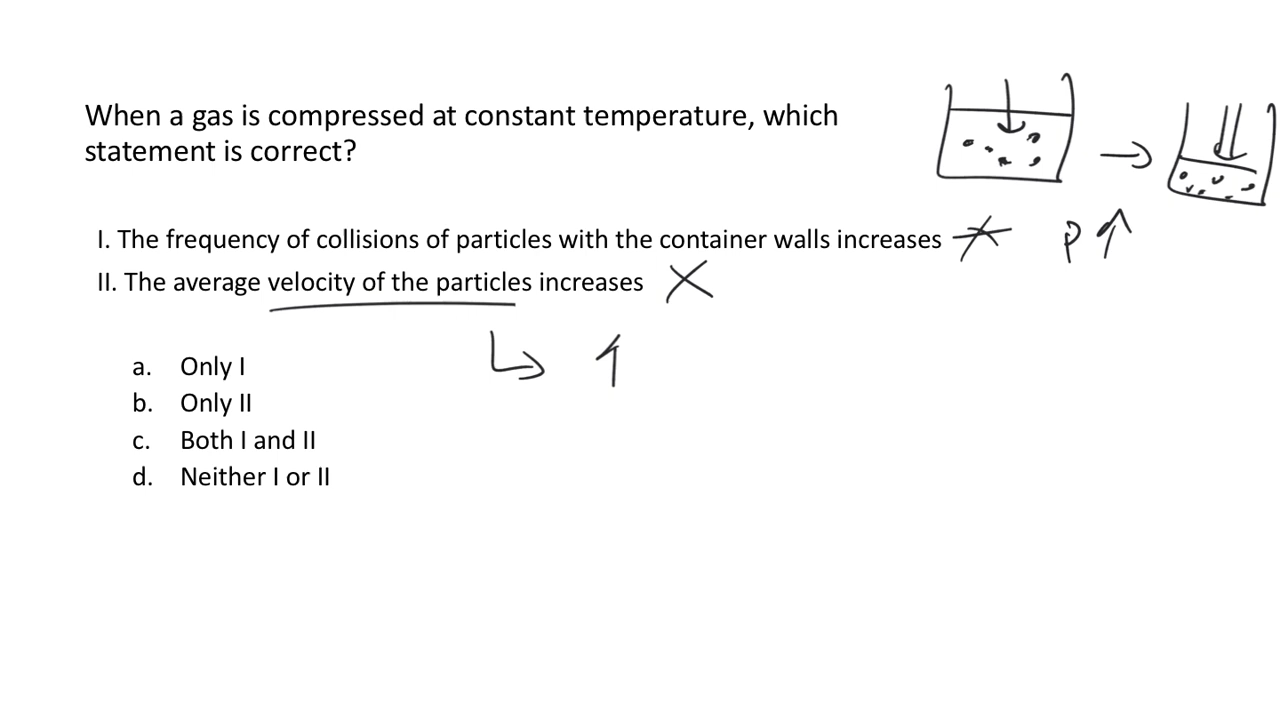 When a gas is compressed at constant temperature, which
statement is correct?
I. The frequency of collisions of particles with the container walls increases
P ↑
II. The average velocity of the particles increases X
↳ ↑
a. Only I
b. Only II
c. Both I and II
d. Neither I or II